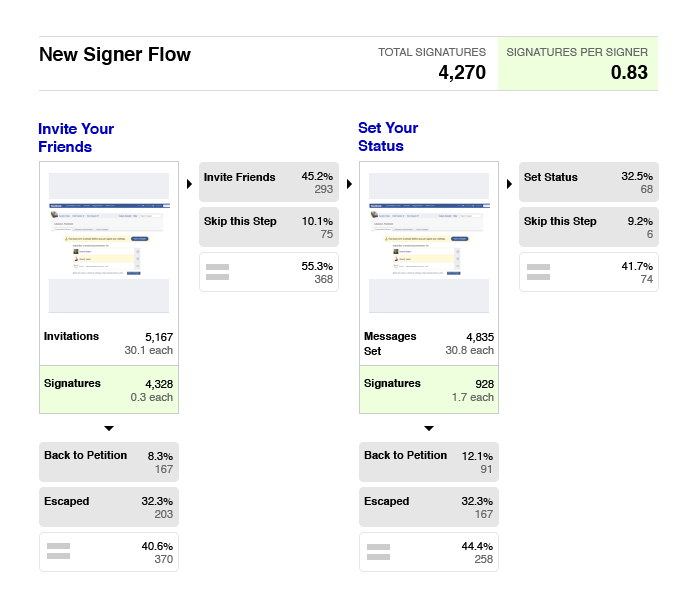 New Signer Flow
TOTAL SIGNATURES
4,270
SIGNATURES PER SIGNER
0.83
Invite Your
Friends
Invitations 5,167
30.1 each
Signatures 4,328
0.3 each
Back to Petition 8.3%
167
Escaped 32.3%
203
40.6%
370
Invite Friends 45.2%
293
Skip this Step 10.1%
75
55.3%
368
Set Your
Status
Messages 4,835
Set 30.8 each
Signatures 928
1.7 each
Back to Petition 12.1%
91
Escaped 32.3%
167
44.4%
258
Set Status 32.5%
68
Skip this Step 9.2%
6
41.7%
74